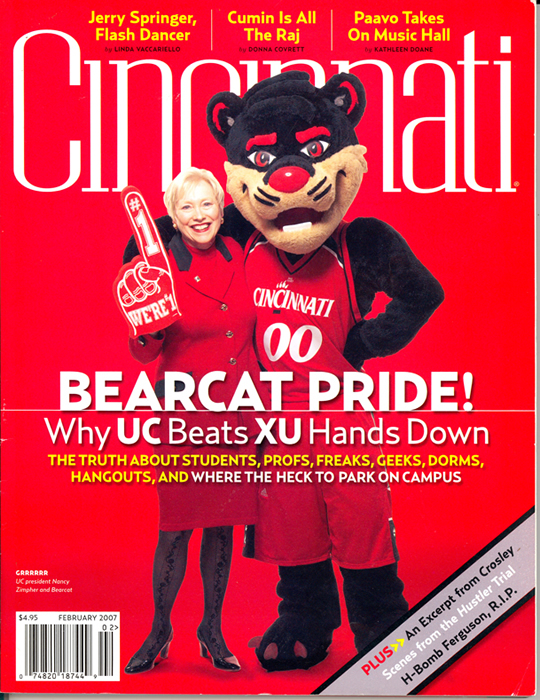 Jerry Springer,
Flash Dancer
by LINDA VACCARIELLO
Cumin Is All
The Raj
by DONNA COVRETT
Paavo Takes
On Music Hall
by KATHLEEN DOANE
Cincinnati
#1
WE'RE #1
CINCINNATI
00
BEARCAT PRIDE!
Why UC Beats XU Hands Down
THE TRUTH ABOUT STUDENTS, PROFS, FREAKS, GEEKS, DORMS,
HANGOUTS, AND WHERE THE HECK TO PARK ON CAMPUS
GRRRRRR
UC president Nancy
Zimpher and Bearcat
$4.95 FEBRUARY 2007
0 2>
0 74820 18744 9
PLUS>> An Excerpt from Crosley
Scenes from the Hustler Trial
H-Bomb Ferguson, R.I.P.